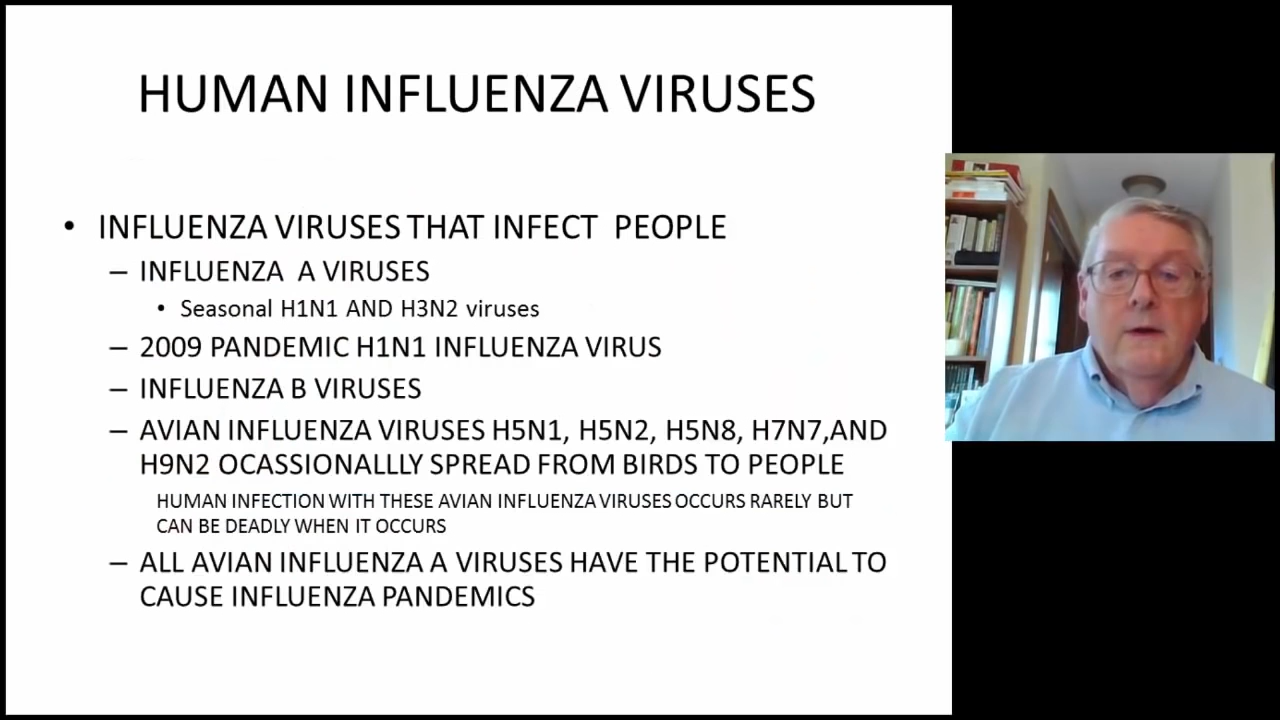 HUMAN INFLUENZA VIRUSES
• INFLUENZA VIRUSES THAT INFECT PEOPLE
– INFLUENZA A VIRUSES
• Seasonal H1N1 AND H3N2 viruses
– 2009 PANDEMIC H1N1 INFLUENZA VIRUS
– INFLUENZA B VIRUSES
– AVIAN INFLUENZA VIRUSES H5N1, H5N2, H5N8, H7N7,AND
H9N2 OCASSIONALLLY SPREAD FROM BIRDS TO PEOPLE
HUMAN INFECTION WITH THESE AVIAN INFLUENZA VIRUSES OCCURS RARELY BUT
CAN BE DEADLY WHEN IT OCCURS
– ALL AVIAN INFLUENZA A VIRUSES HAVE THE POTENTIAL TO
CAUSE INFLUENZA PANDEMICS